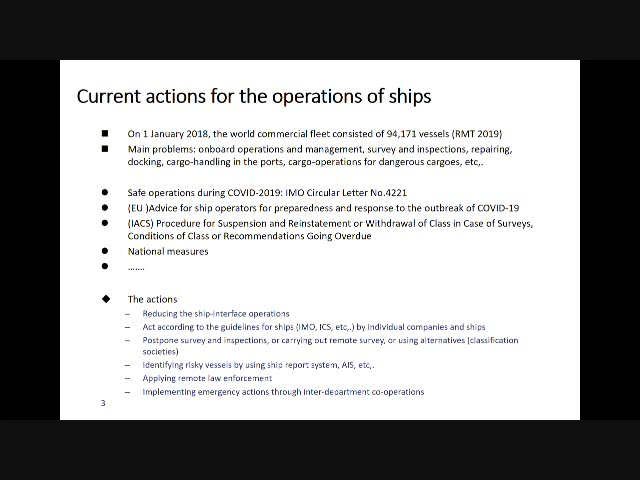 Current actions for the operations of ships
On 1 January 2018, the world commercial fleet consisted of 94,171 vessels (RMT 2019)
Main problems: onboard operations and management, survey and inspections, repairing,
docking, cargo-handling in the ports, cargo-operations for dangerous cargoes, etc,.
Safe operations during COVID-2019: IMO Circular Letter No.4221
(EU )Advice for ship operators for preparedness and response to the outbreak of COVID-19
(IACS) Procedure for Suspension and Reinstatement or Withdrawal of Class in Case of Surveys,
Conditions of Class or Recommendations Going Overdue
National measures
.......
The actions
– Reducing the ship-interface operations
– Act according to the guidelines for ships (IMO, ICS, etc,.) by individual companies and ships
– Postpone survey and inspections, or carrying out remote survey, or using alternatives (classification
societies)
– Identifying risky vessels by using ship report system, AIS, etc,.
– Applying remote law enforcement
– Implementing emergency actions through inter-department co-operations
3